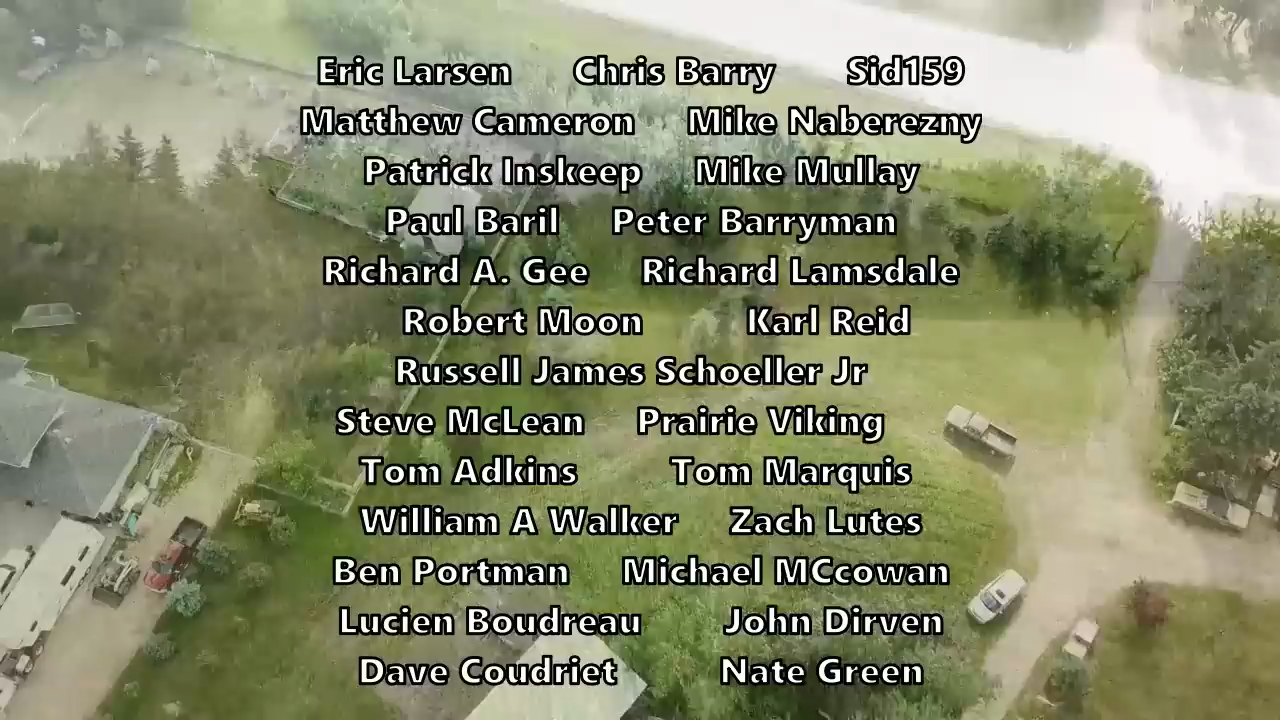 Eric Larsen Chris Barry Sid159
Matthew Cameron Mike Naberezny
Patrick Inskeep Mike Mullay
Paul Baril Peter Barryman
Richard A. Gee Richard Lamsdale
Robert Moon Karl Reid
Russell James Schoeller Jr
Steve McLean Prairie Viking
Tom Adkins Tom Marquis
William A Walker Zach Lutes
Ben Portman Michael MCcowan
Lucien Boudreau John Dirven
Dave Coudriet Nate Green